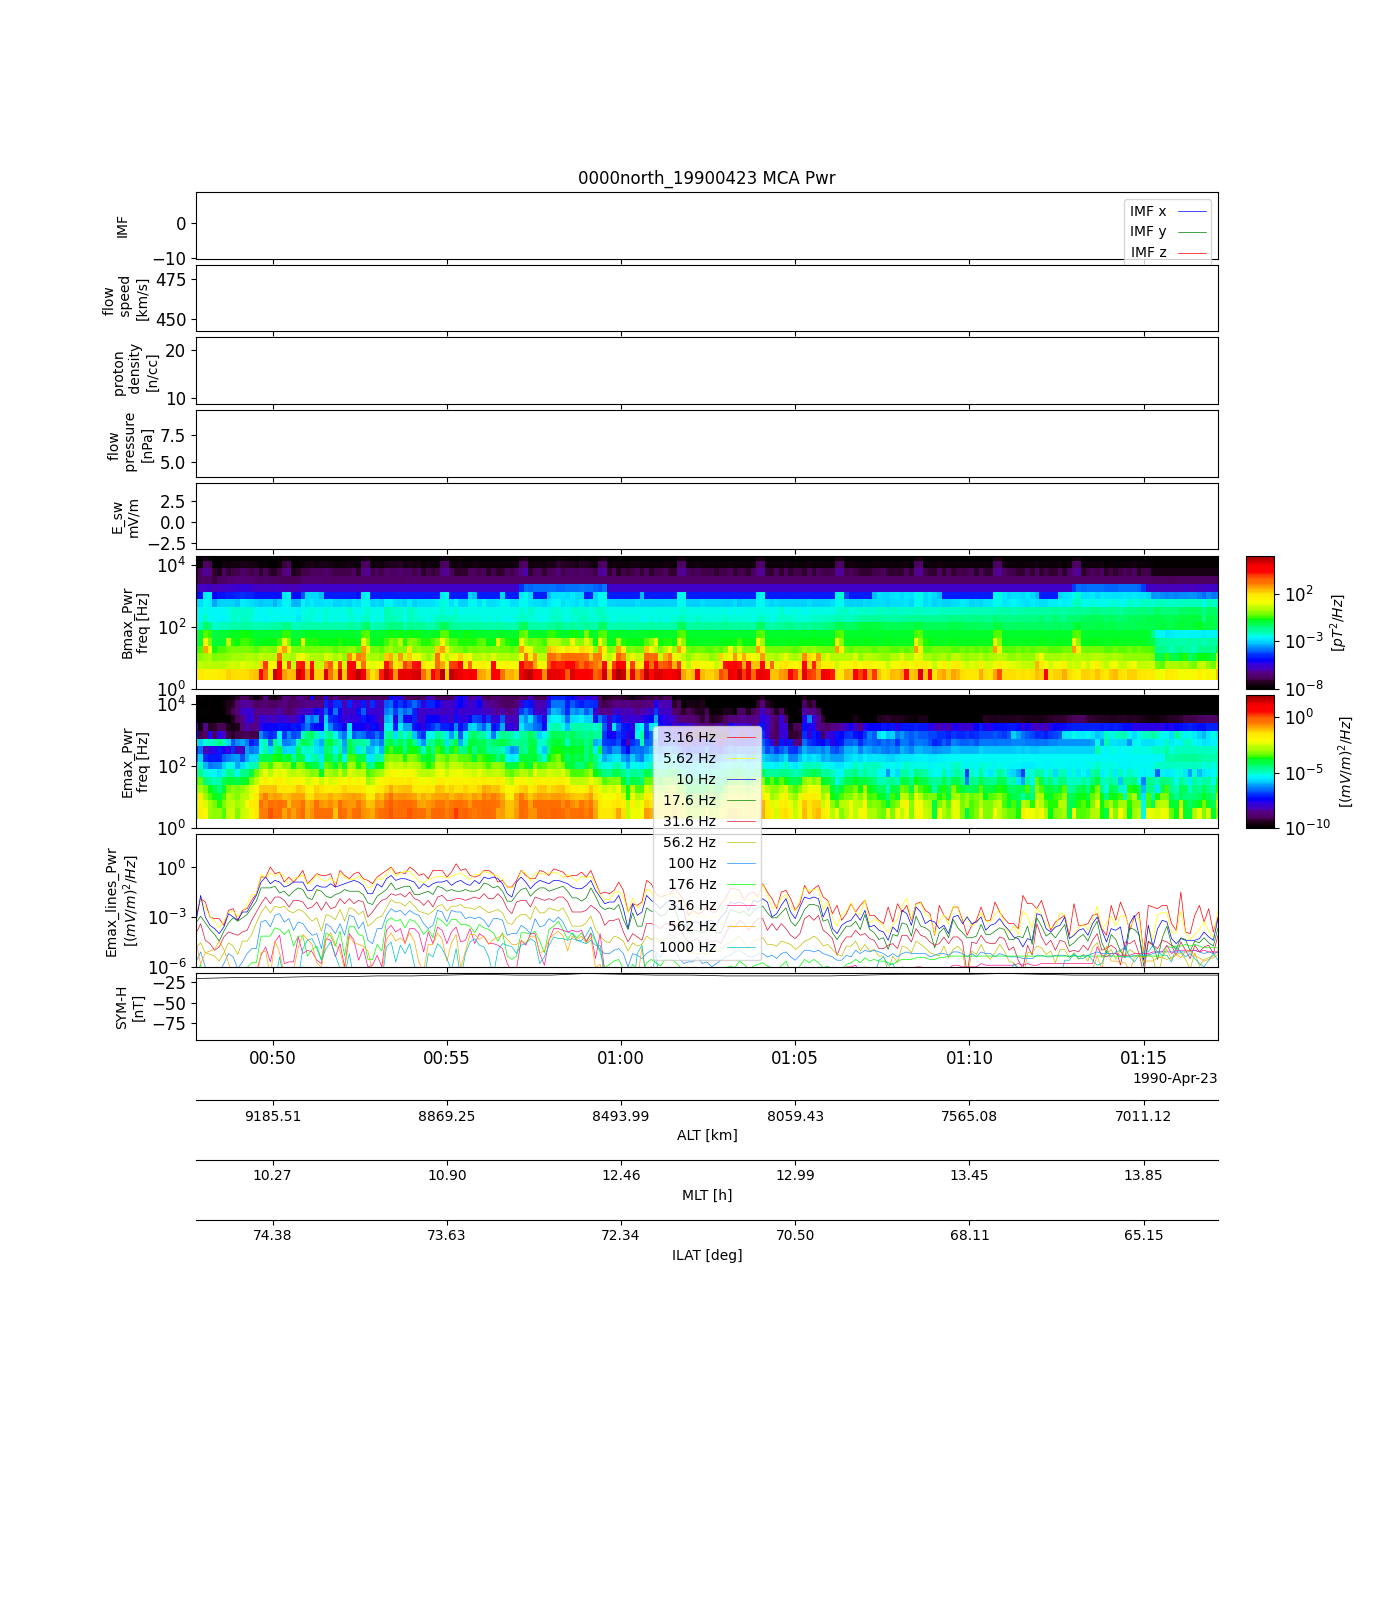 0000north_19900423 MCA Pwr
IMF
0
−10
IMF x
IMF y
IMF z
flow
speed
[km/s]
475
450
proton
density
[n/cc]
20
10
flow
pressure
[nPa]
7.5
5.0
E_sw
mV/m
2.5
0.0
−2.5
Bmax_Pwr
freq [Hz]
10^4
10^2
10^0
10^2
10^−3
10^−8
[pT^2/Hz]
Emax_Pwr
freq [Hz]
10^4
10^2
10^0
10^0
10^−5
10^−10
[(mV/m)^2/Hz]
3.16 Hz
5.62 Hz
10 Hz
17.6 Hz
31.6 Hz
56.2 Hz
100 Hz
176 Hz
316 Hz
562 Hz
1000 Hz
Emax_lines_Pwr
[(mV/m)^2/Hz]
10^0
10^−3
10^−6
SYM-H
[nT]
−25
−50
−75
00:50 00:55 01:00 01:05 01:10 01:15
1990-Apr-23
9185.51 8869.25 8493.99 8059.43 7565.08 7011.12
ALT [km]
10.27 10.90 12.46 12.99 13.45 13.85
MLT [h]
74.38 73.63 72.34 70.50 68.11 65.15
ILAT [deg]